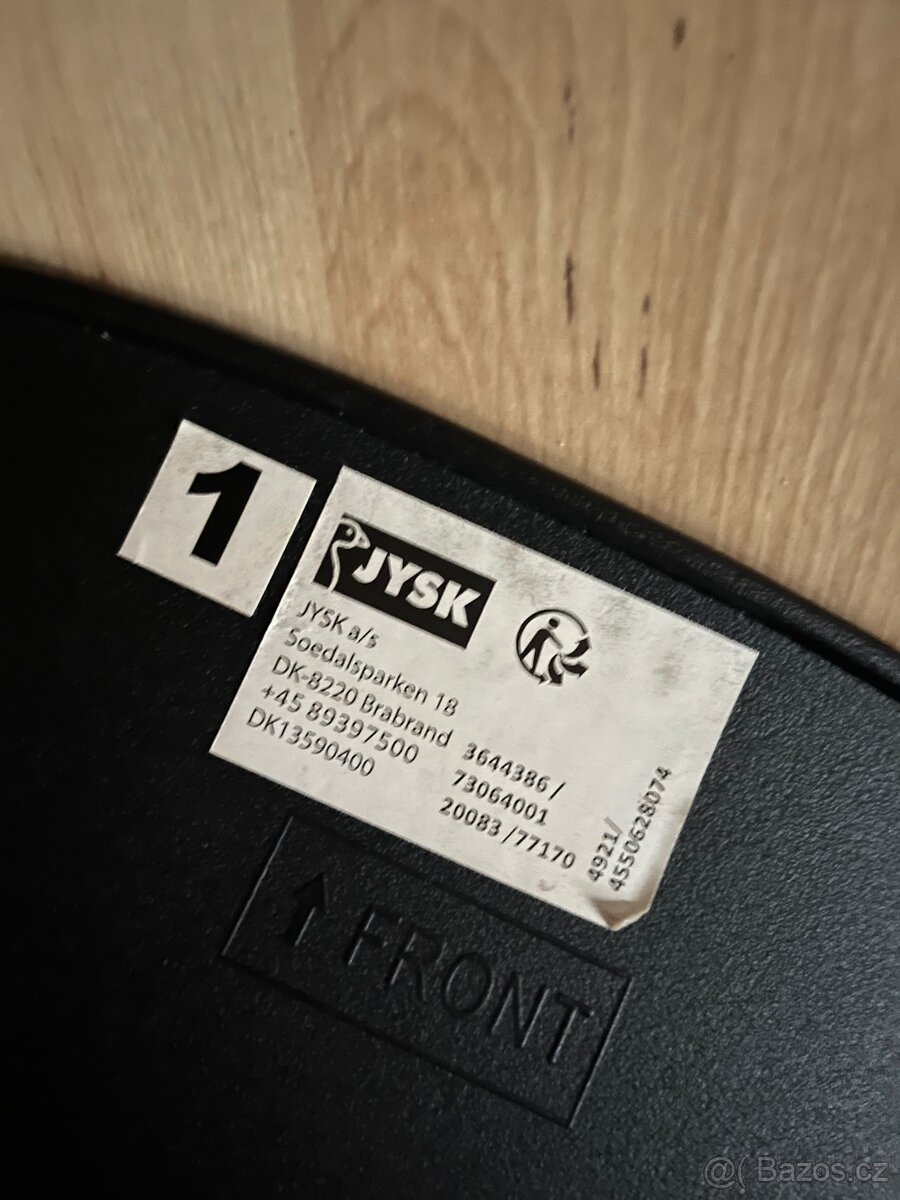 1
JYSK
JYSK a/s
Soedalsparken 18
DK-8220 Brabrand
+45 89397500
DK13590400
3644386 /
73064001
20083 /77170
4921/
4550628074
↑ FRONT
@( Bazos.cz